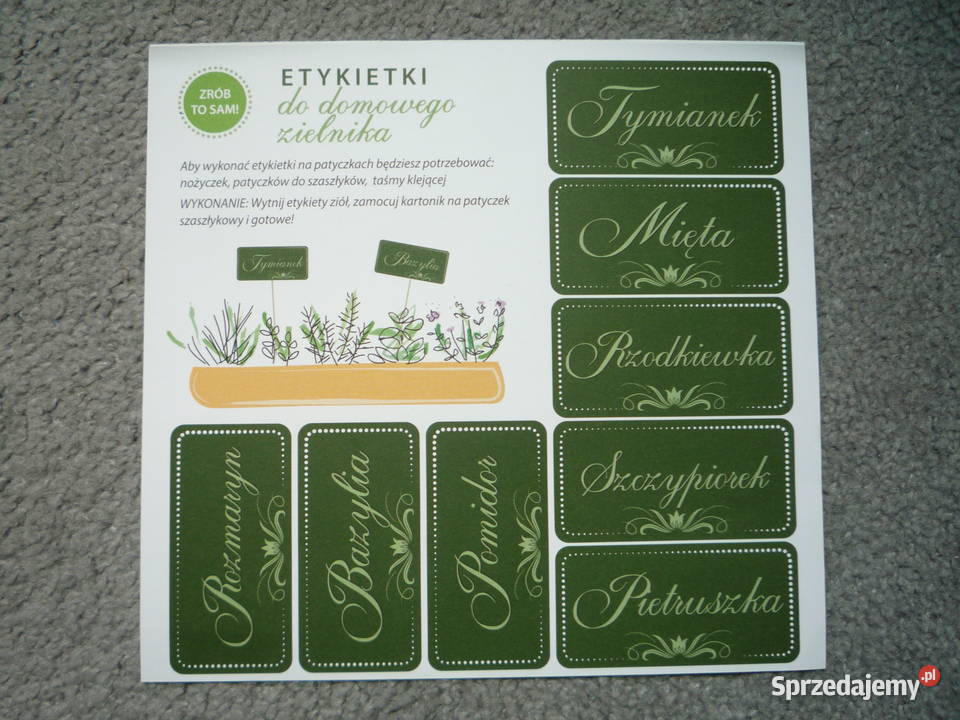 ZRÓB
TO SAM!
ETYKIETKI
do domowego
zielnika
Aby wykonać etykietki na patyczkach będziesz potrzebować:
nożyczek, patyczków do szaszłyków, taśmy klejącej
WYKONANIE: Wytnij etykiety ziół, zamocuj kartonik na patyczek
szaszłykowy i gotowe!
Tymianek
Bazylia
Tymianek
Mięta
Rzodkiewka
Szczypiorek
Pietruszka
Rozmaryn
Bazylia
Pomidor
Sprzedajemy.pl